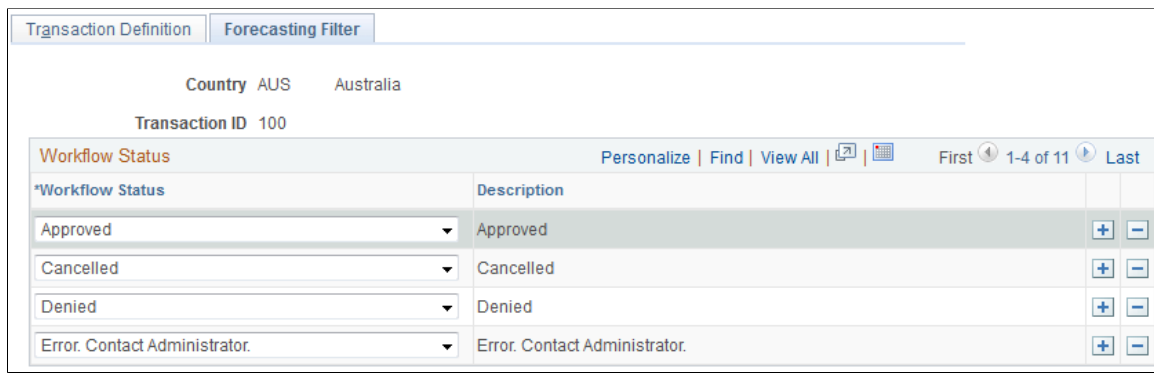 Transaction Definition Forecasting Filter
Country AUS Australia
Transaction ID 100
Workflow Status Personalize | Find | View All | | First 1-4 of 11 Last
*Workflow Status Description
Approved Approved
Cancelled Cancelled
Denied Denied
Error. Contact Administrator. Error. Contact Administrator.